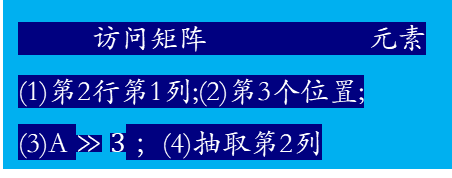 访问矩阵 元素
(1)第2行第1列;(2)第3个位置;
(3)A ≫ 3 ; (4)抽取第2列